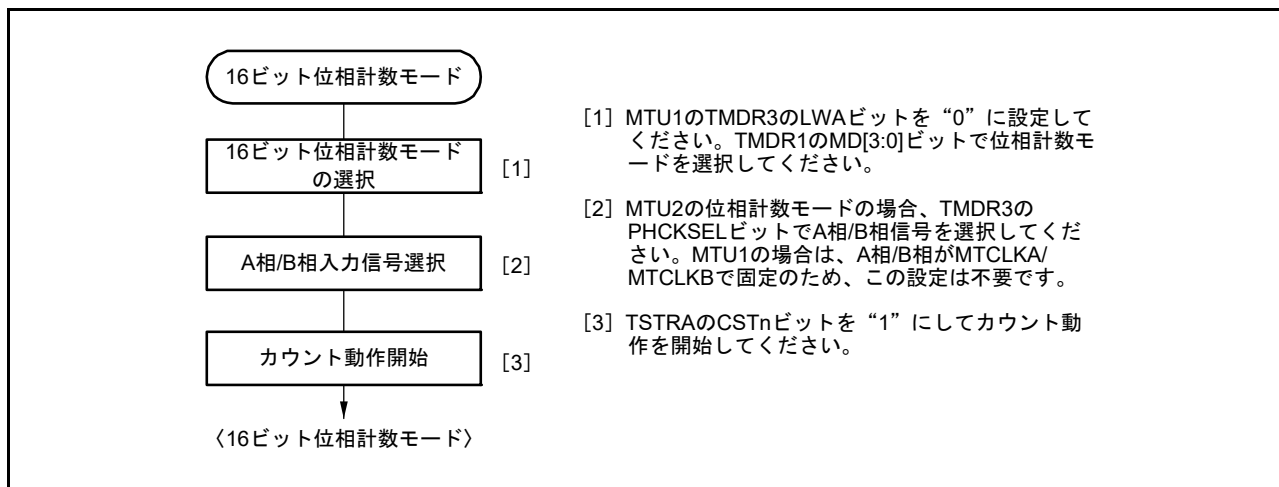 16ビット位相計数モード
16ビット位相計数モード
の選択
[1]
A相/B相入力信号選択
[2]
カウント動作開始
[3]
〈16ビット位相計数モード〉
[1] MTU1のTMDR3のLWAビットを“0”に設定して
ください。TMDR1のMD[3:0]ビットで位相計数モ
ードを選択してください。
[2] MTU2の位相計数モードの場合、TMDR3の
PHCKSELビットでA相/B相信号を選択してくだ
さい。MTU1の場合は、A相/B相がMTCLKA/
MTCLKBで固定のため、この設定は不要です。
[3] TSTRAのCSTnビットを“1”にしてカウント動
作を開始してください。